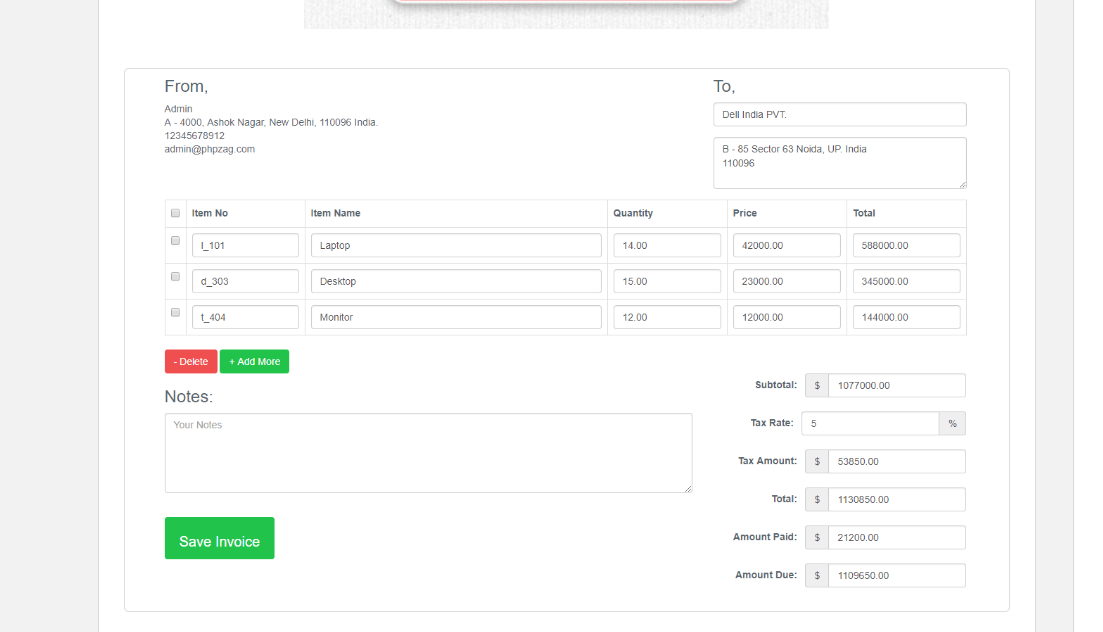 From,
To,
Admin
A - 4000, Ashok Nagar, New Delhi, 110096 India.
12345678912
admin@phpzag.com
Dell India PVT.
B - 85 Sector 63 Noida, UP. India
110096
Item No Item Name Quantity Price Total
l_101 Laptop 14.00 42000.00 588000.00
d_303 Desktop 15.00 23000.00 345000.00
t_404 Monitor 12.00 12000.00 144000.00
- Delete + Add More
Notes:
Your Notes
Save Invoice
Subtotal: $ 1077000.00
Tax Rate: 5 %
Tax Amount: $ 53850.00
Total: $ 1130850.00
Amount Paid: $ 21200.00
Amount Due: $ 1109650.00